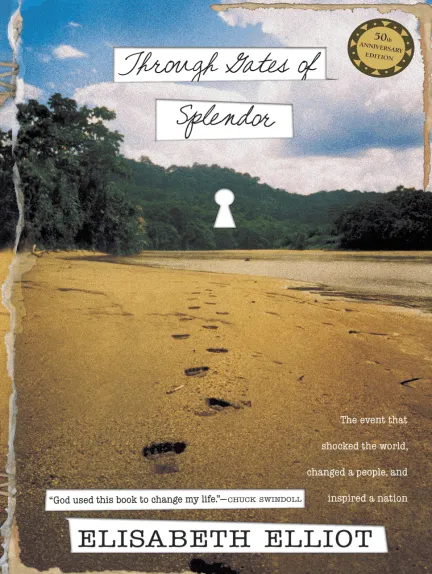 Through Gates of
Splendor
50th
ANNIVERSARY
EDITION
The event that
shocked the world,
changed a people, and
inspired a nation
"God used this book to change my life."—CHUCK SWINDOLL
ELISABETH ELLIOT